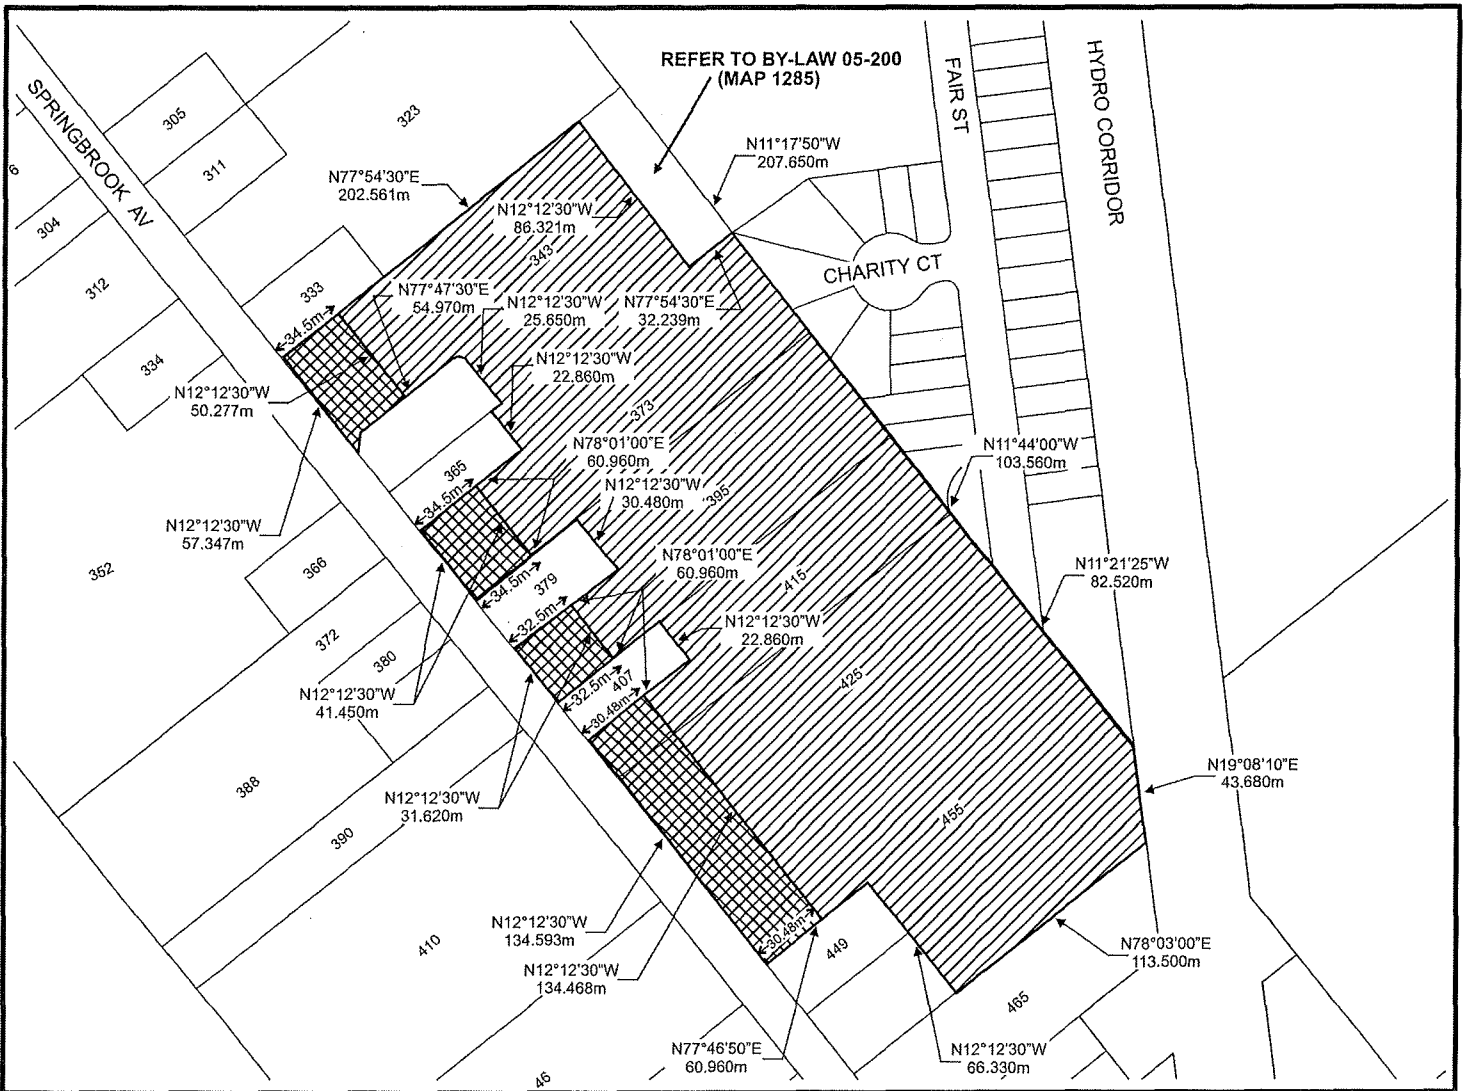 REFER TO BY-LAW 05-200
(MAP 1285)
SPRINGBROOK AV
FAIR ST
HYDRO CORRIDOR
CHARITY CT
305
323
311
6
304
312
333
334
343
N11°17'50"W
207.650m
N77°54'30"E
202.561m
N12°12'30"W
86.321m
N77°47'30"E
54.970m
N12°12'30"W
25.650m
N77°54'30"E
32.239m
34.5m
N12°12'30"W
22.860m
N12°12'30"W
50.277m
373
N78°01'00"E
60.960m
N11°44'00"W
103.560m
365
34.5m
N12°12'30"W
30.480m
395
N12°12'30"W
57.347m
352
366
N78°01'00"E
60.960m
34.5m
379
415
N11°21'25"W
82.520m
32.5m
N12°12'30"W
22.860m
372
380
N12°12'30"W
41.450m
32.5m
407
425
30.48m
388
N12°12'30"W
31.620m
N19°08'10"E
43.680m
390
455
N12°12'30"W
134.593m
410
30.48m
449
N78°03'00"E
113.500m
N12°12'30"W
134.468m
465
N77°46'50"E
60.960m
N12°12'30"W
66.330m
46